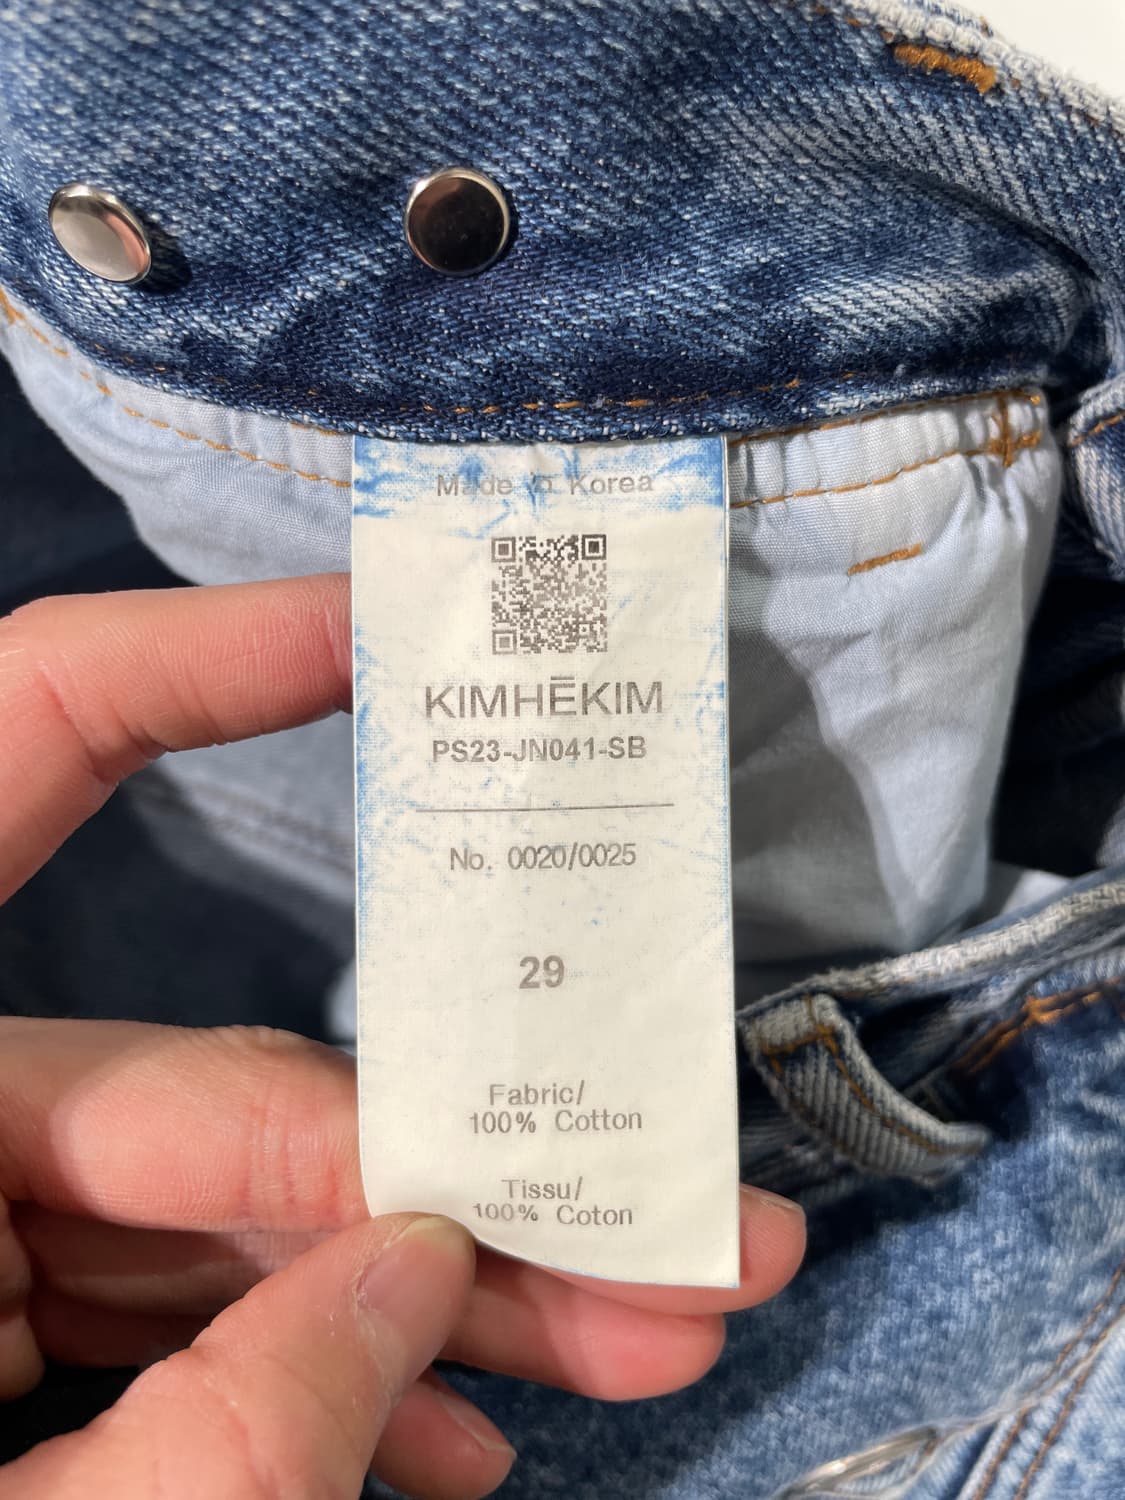 Made in Korea
KIMHĒKIM
PS23-JN041-SB
No. 0020/0025
29
Fabric/
100% Cotton
Tissu/
100% Coton